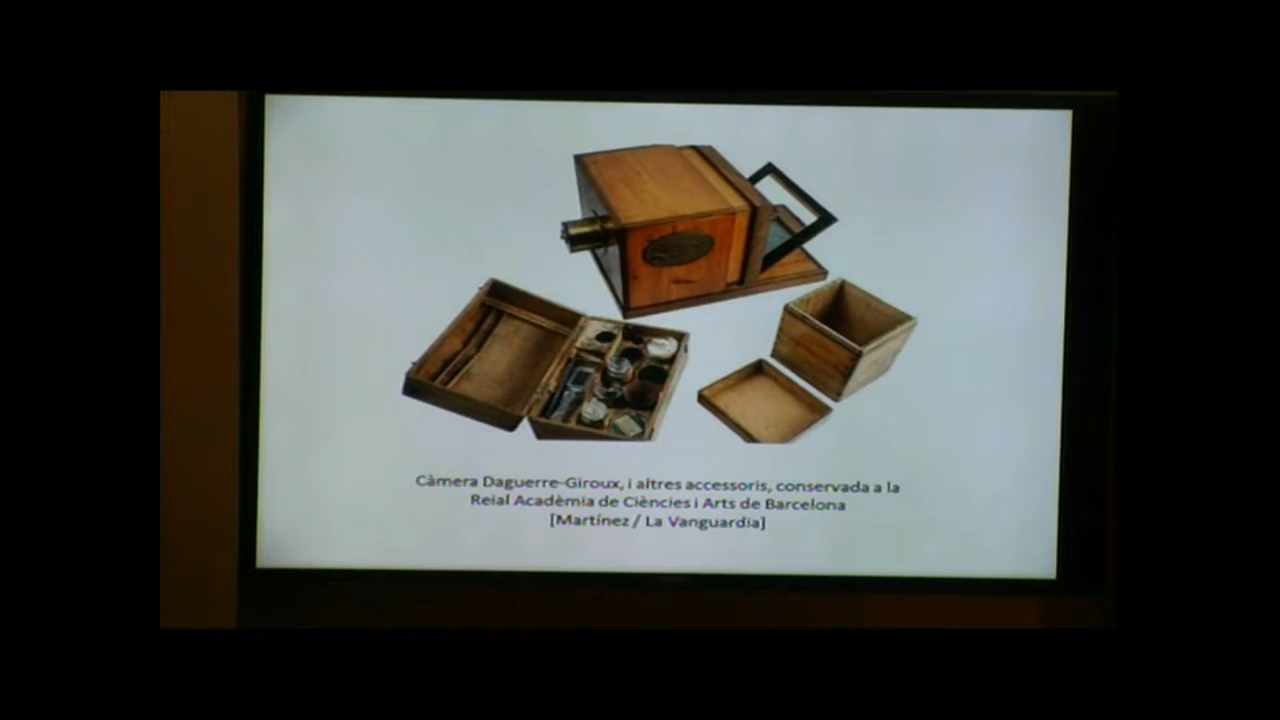 Càmera Daguerre-Giroux, i altres accessoris, conservada a la
Reial Acadèmia de Ciències i Arts de Barcelona
[Martínez / La Vanguardia]